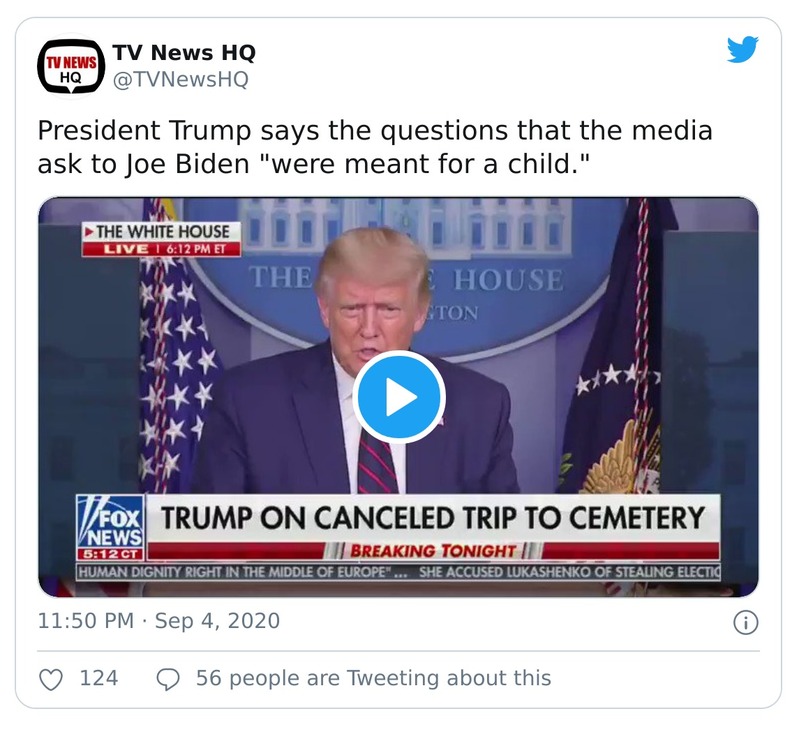 TV NEWS
HQ
TV News HQ
@TVNewsHQ
President Trump says the questions that the media
ask to Joe Biden "were meant for a child."
THE WHITE HOUSE
LIVE | 6:12 PM ET
THE HOUSE
GTON
FOX
NEWS
5:12 CT
TRUMP ON CANCELED TRIP TO CEMETERY
BREAKING TONIGHT
HUMAN DIGNITY RIGHT IN THE MIDDLE OF EUROPE" ... SHE ACCUSED LUKASHENKO OF STEALING ELECTIO
11:50 PM · Sep 4, 2020
124
56 people are Tweeting about this